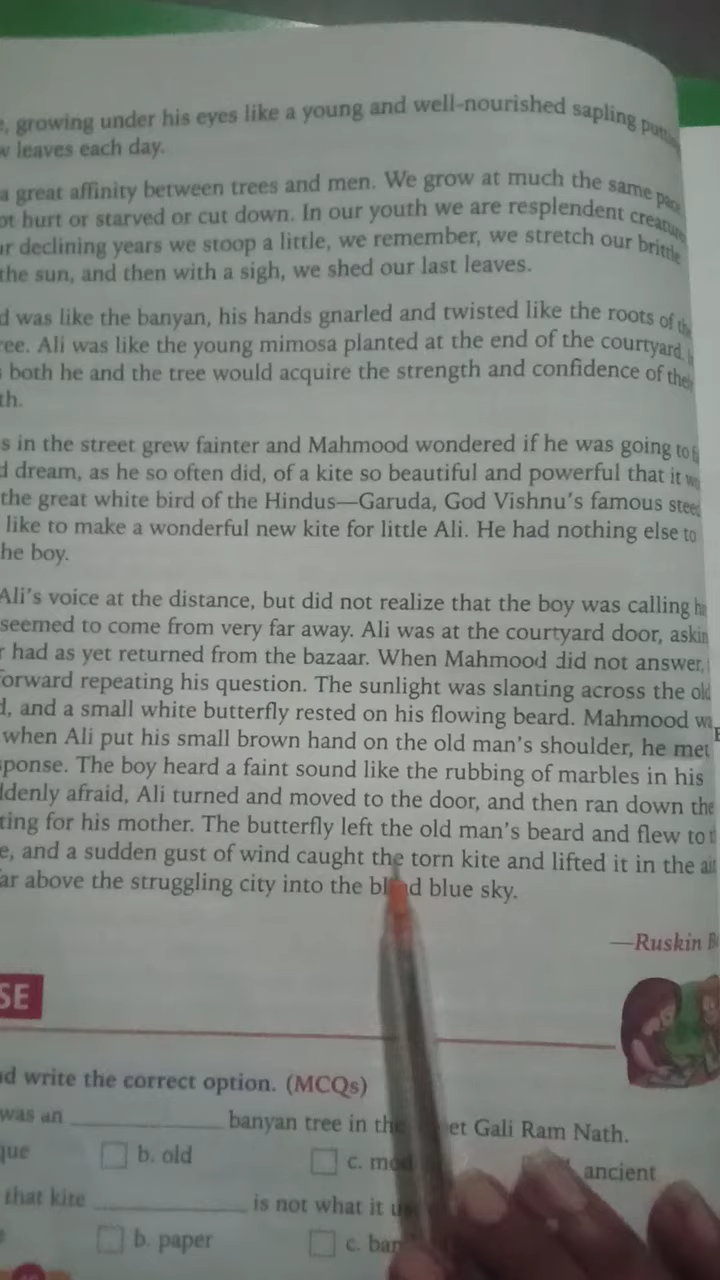 growing under his eyes like a young and well-nourished sapling
leaves each day.
a great affinity between trees and men. We grow at much the same
hurt or starved or cut down. In our youth we are resplendent
declining years we stoop a little, we remember, we stretch our brittle
the sun, and then with a sigh, we shed our last leaves.
was like the banyan, his hands gnarled and twisted like the roots of
Ali was like the young mimosa planted at the end of the courtyard.
both he and the tree would acquire the strength and confidence of
in the street grew fainter and Mahmood wondered if he was going to
dream, as he so often did, of a kite so beautiful and powerful that it
the great white bird of the Hindus—Garuda, God Vishnu's famous
like to make a wonderful new kite for little Ali. He had nothing else to
boy.
Ali's voice at the distance, but did not realize that the boy was calling
seemed to come from very far away. Ali was at the courtyard door,
had as yet returned from the bazaar. When Mahmood did not answer,
repeating his question. The sunlight was slanting across the
and a small white butterfly rested on his flowing beard. Mahmood
when Ali put his small brown hand on the old man's shoulder, he met
The boy heard a faint sound like the rubbing of marbles in his
afraid, Ali turned and moved to the door, and then ran down the
for his mother. The butterfly left the old man's beard and flew to
and a sudden gust of wind caught the torn kite and lifted it in the
above the struggling city into the blue sky.
—Ruskin
write the correct option. (MCQs)
was an ____________ banyan tree in the Gali Ram Nath.
b. old c. ancient
that kite ____________ is not what it
b. paper c.